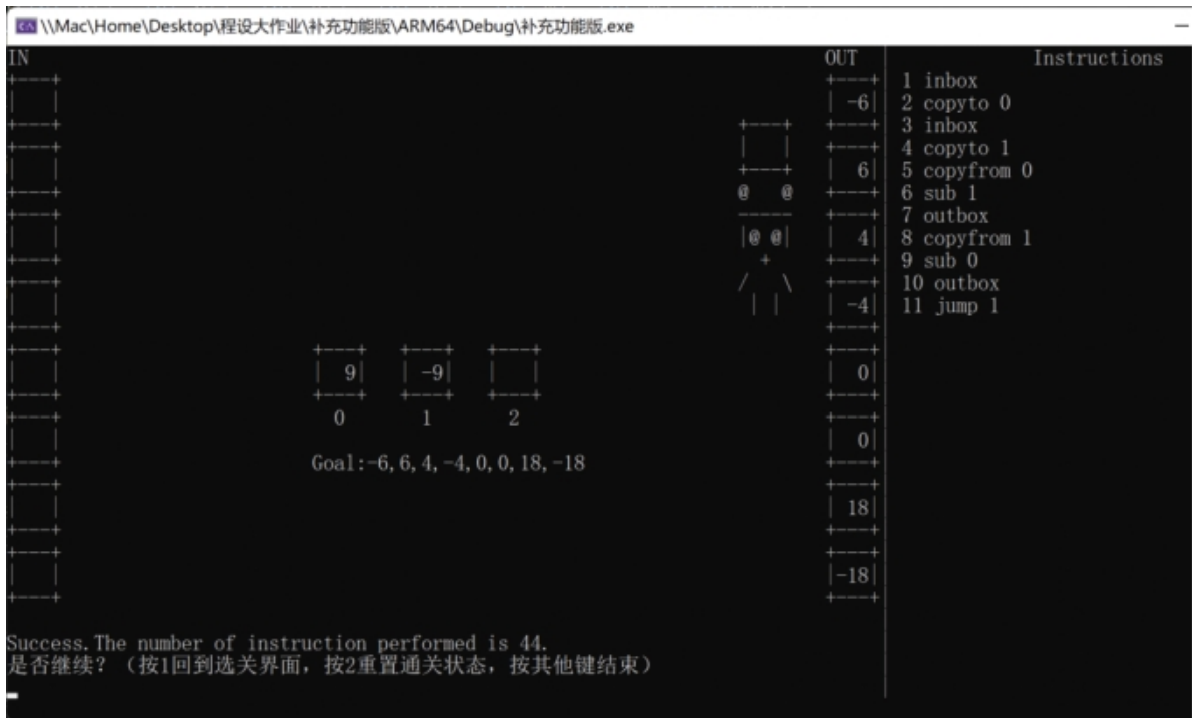 \\Mac\Home\Desktop\程设大作业\补充功能版\ARM64\Debug\补充功能版.exe
IN
OUT
-6
6
4
-4
0
0
18
-18
9
-9
0
1
2
Goal:-6,6,4,-4,0,0,18,-18
Instructions
1 inbox
2 copyto 0
3 inbox
4 copyto 1
5 copyfrom 0
6 sub 1
7 outbox
8 copyfrom 1
9 sub 0
10 outbox
11 jump 1
Success.The number of instruction performed is 44.
是否继续？（按1回到选关界面，按2重置通关状态，按其他键结束）